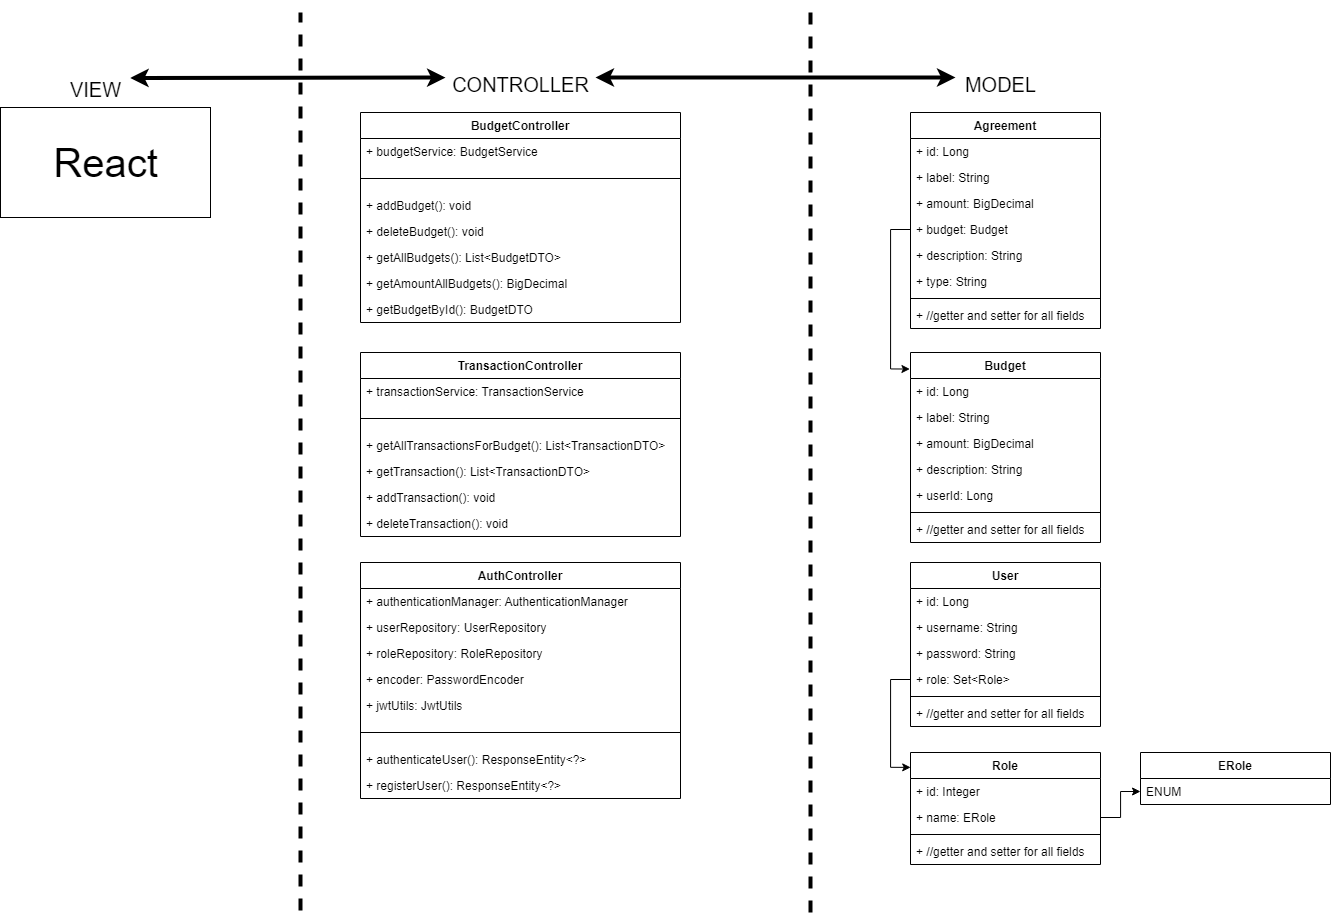 VIEW
CONTROLLER
MODEL
React
BudgetController
+ budgetService: BudgetService
+ addBudget(): void
+ deleteBudget(): void
+ getAllBudgets(): List<BudgetDTO>
+ getAmountAllBudgets(): BigDecimal
+ getBudgetById(): BudgetDTO
TransactionController
+ transactionService: TransactionService
+ getAllTransactionsForBudget(): List<TransactionDTO>
+ getTransaction(): List<TransactionDTO>
+ addTransaction(): void
+ deleteTransaction(): void
AuthController
+ authenticationManager: AuthenticationManager
+ userRepository: UserRepository
+ roleRepository: RoleRepository
+ encoder: PasswordEncoder
+ jwtUtils: JwtUtils
+ authenticateUser(): ResponseEntity<?>
+ registerUser(): ResponseEntity<?>
Agreement
+ id: Long
+ label: String
+ amount: BigDecimal
+ budget: Budget
+ description: String
+ type: String
+ //getter and setter for all fields
Budget
+ id: Long
+ label: String
+ amount: BigDecimal
+ description: String
+ userId: Long
+ //getter and setter for all fields
User
+ id: Long
+ username: String
+ password: String
+ role: Set<Role>
+ //getter and setter for all fields
Role
+ id: Integer
+ name: ERole
+ //getter and setter for all fields
ERole
ENUM